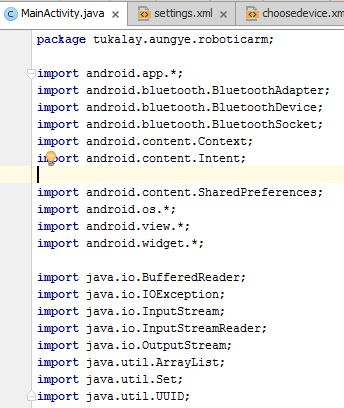 MainActivity.java settings.xml choosedevice.xml
package tukalay.aungye.roboticarm;
import android.app.*;
import android.bluetooth.BluetoothAdapter;
import android.bluetooth.BluetoothDevice;
import android.bluetooth.BluetoothSocket;
import android.content.Context;
import android.content.Intent;
import android.content.SharedPreferences;
import android.os.*;
import android.view.*;
import android.widget.*;
import java.io.BufferedReader;
import java.io.IOException;
import java.io.InputStream;
import java.io.InputStreamReader;
import java.io.OutputStream;
import java.util.ArrayList;
import java.util.Set;
import java.util.UUID;